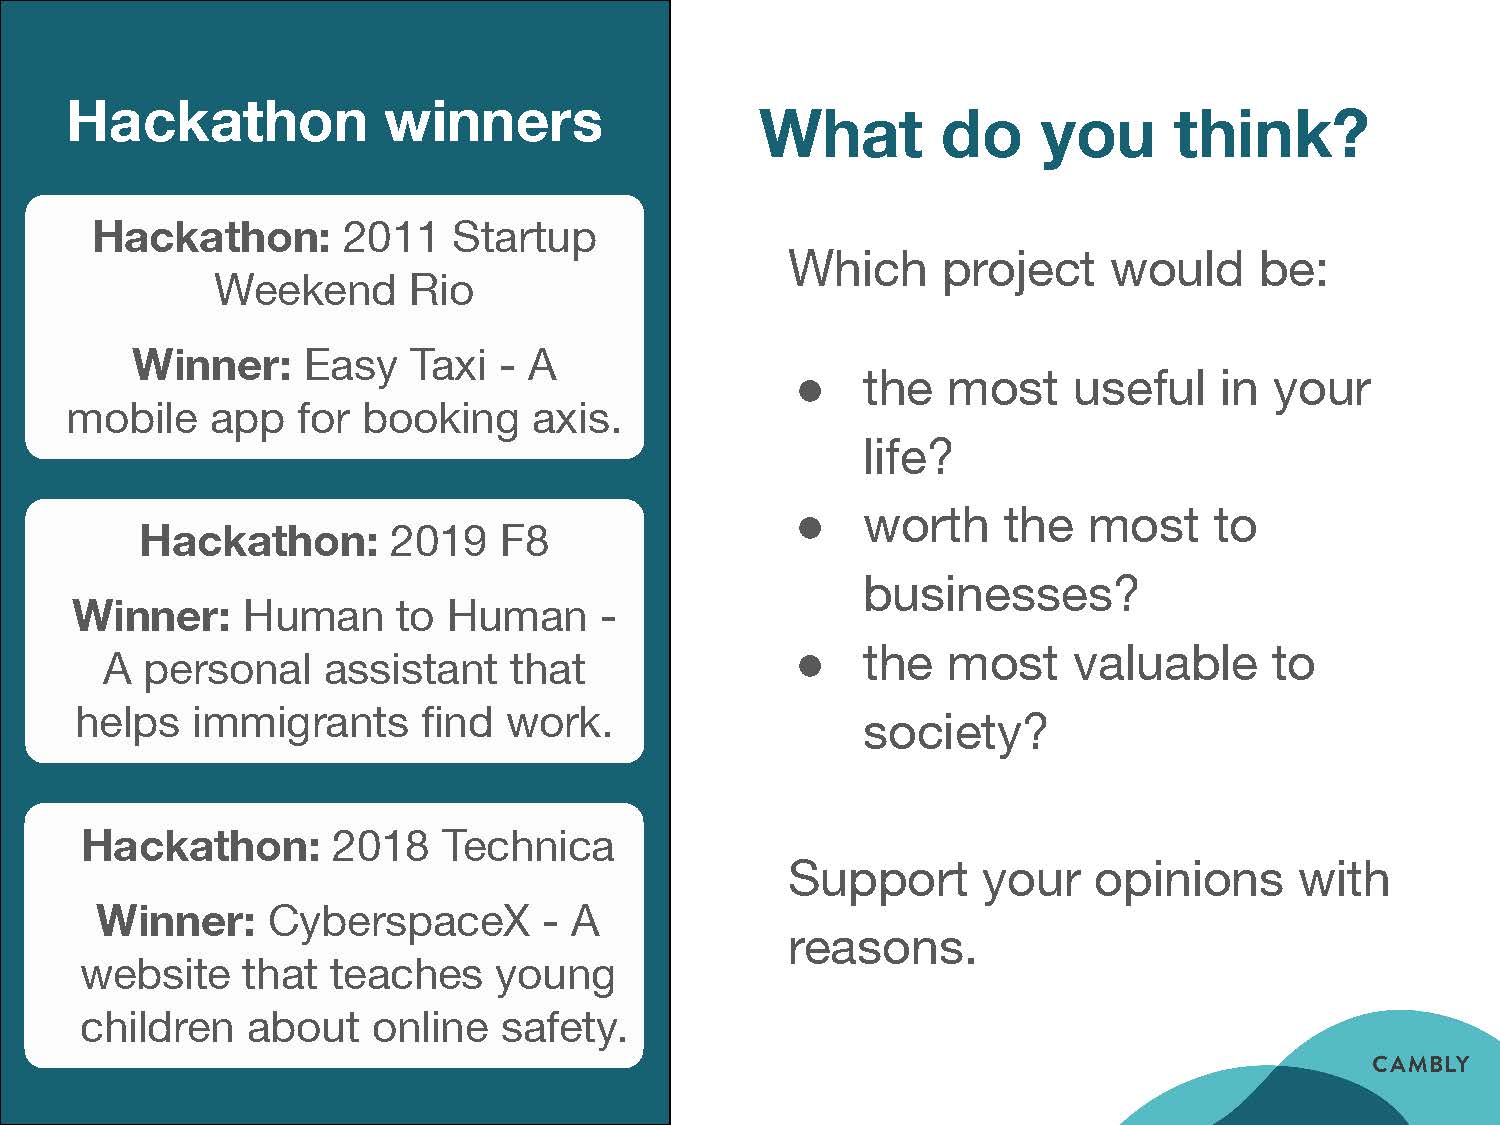 Hackathon winners
Hackathon: 2011 Startup
Weekend Rio
Winner: Easy Taxi - A
mobile app for booking axis.
Hackathon: 2019 F8
Winner: Human to Human -
A personal assistant that
helps immigrants find work.
Hackathon: 2018 Technica
Winner: CyberspaceX - A
website that teaches young
children about online safety.
What do you think?
Which project would be:
● the most useful in your
life?
● worth the most to
businesses?
● the most valuable to
society?
Support your opinions with
reasons.
CAMBLY